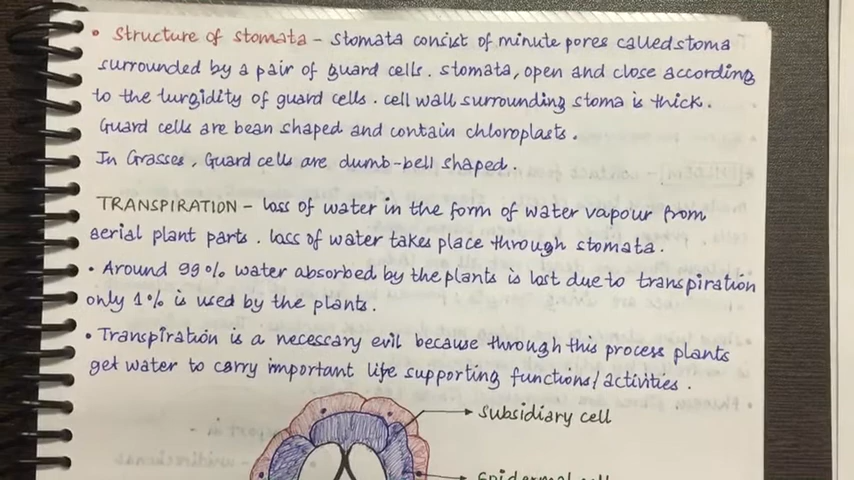 • Structure of stomata – stomata consist of minute pores called stoma
surrounded by a pair of guard cells. stomata, open and close according
to the turgidity of guard cells. cell wall surrounding stoma is thick.
Guard cells are bean shaped and contain chloroplasts.
In Grasses, Guard cells are dumb-bell shaped.
TRANSPIRATION – loss of water in the form of water vapour from
aerial plant parts. loss of water takes place through stomata.
• Around 99% water absorbed by the plants is lost due to transpiration
only 1% is used by the plants.
• Transpiration is a necessary evil because through this process plants
get water to carry important life supporting functions/activities.
Subsidiary cell
Epidermal cell